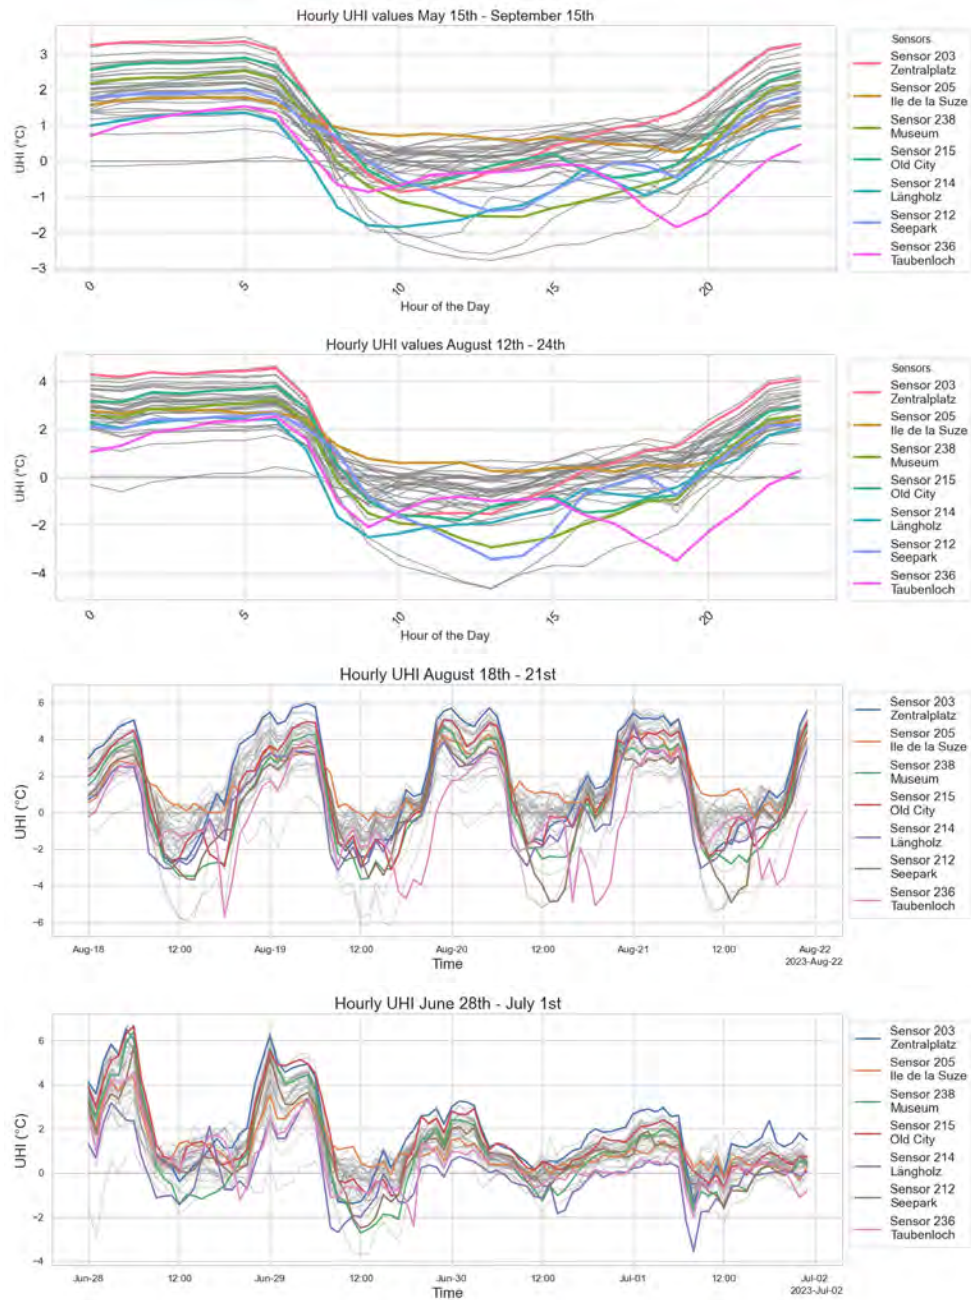 Hourly UHI values May 15th - September 15th
UHI (°C)
3
2
1
0
−1
−2
−3
0
5
10
15
20
Hour of the Day
Sensors
Sensor 203
Zentralplatz
Sensor 205
Ile de la Suze
Sensor 238
Museum
Sensor 215
Old City
Sensor 214
Längholz
Sensor 212
Seepark
Sensor 236
Taubenloch
Hourly UHI values August 12th - 24th
UHI (°C)
4
2
0
−2
−4
0
5
10
15
20
Hour of the Day
Sensors
Sensor 203
Zentralplatz
Sensor 205
Ile de la Suze
Sensor 238
Museum
Sensor 215
Old City
Sensor 214
Längholz
Sensor 212
Seepark
Sensor 236
Taubenloch
Hourly UHI August 18th - 21st
UHI (°C)
6
4
2
0
−2
−4
−6
Aug-18
12:00
Aug-19
12:00
Aug-20
12:00
Aug-21
12:00
Aug-22
2023-Aug-22
Time
Sensor 203
Zentralplatz
Sensor 205
Ile de la Suze
Sensor 238
Museum
Sensor 215
Old City
Sensor 214
Längholz
Sensor 212
Seepark
Sensor 236
Taubenloch
Hourly UHI June 28th - July 1st
UHI (°C)
6
4
2
0
−2
−4
Jun-28
12:00
Jun-29
12:00
Jun-30
12:00
Jul-01
12:00
Jul-02
2023-Jul-02
Time
Sensor 203
Zentralplatz
Sensor 205
Ile de la Suze
Sensor 238
Museum
Sensor 215
Old City
Sensor 214
Längholz
Sensor 212
Seepark
Sensor 236
Taubenloch